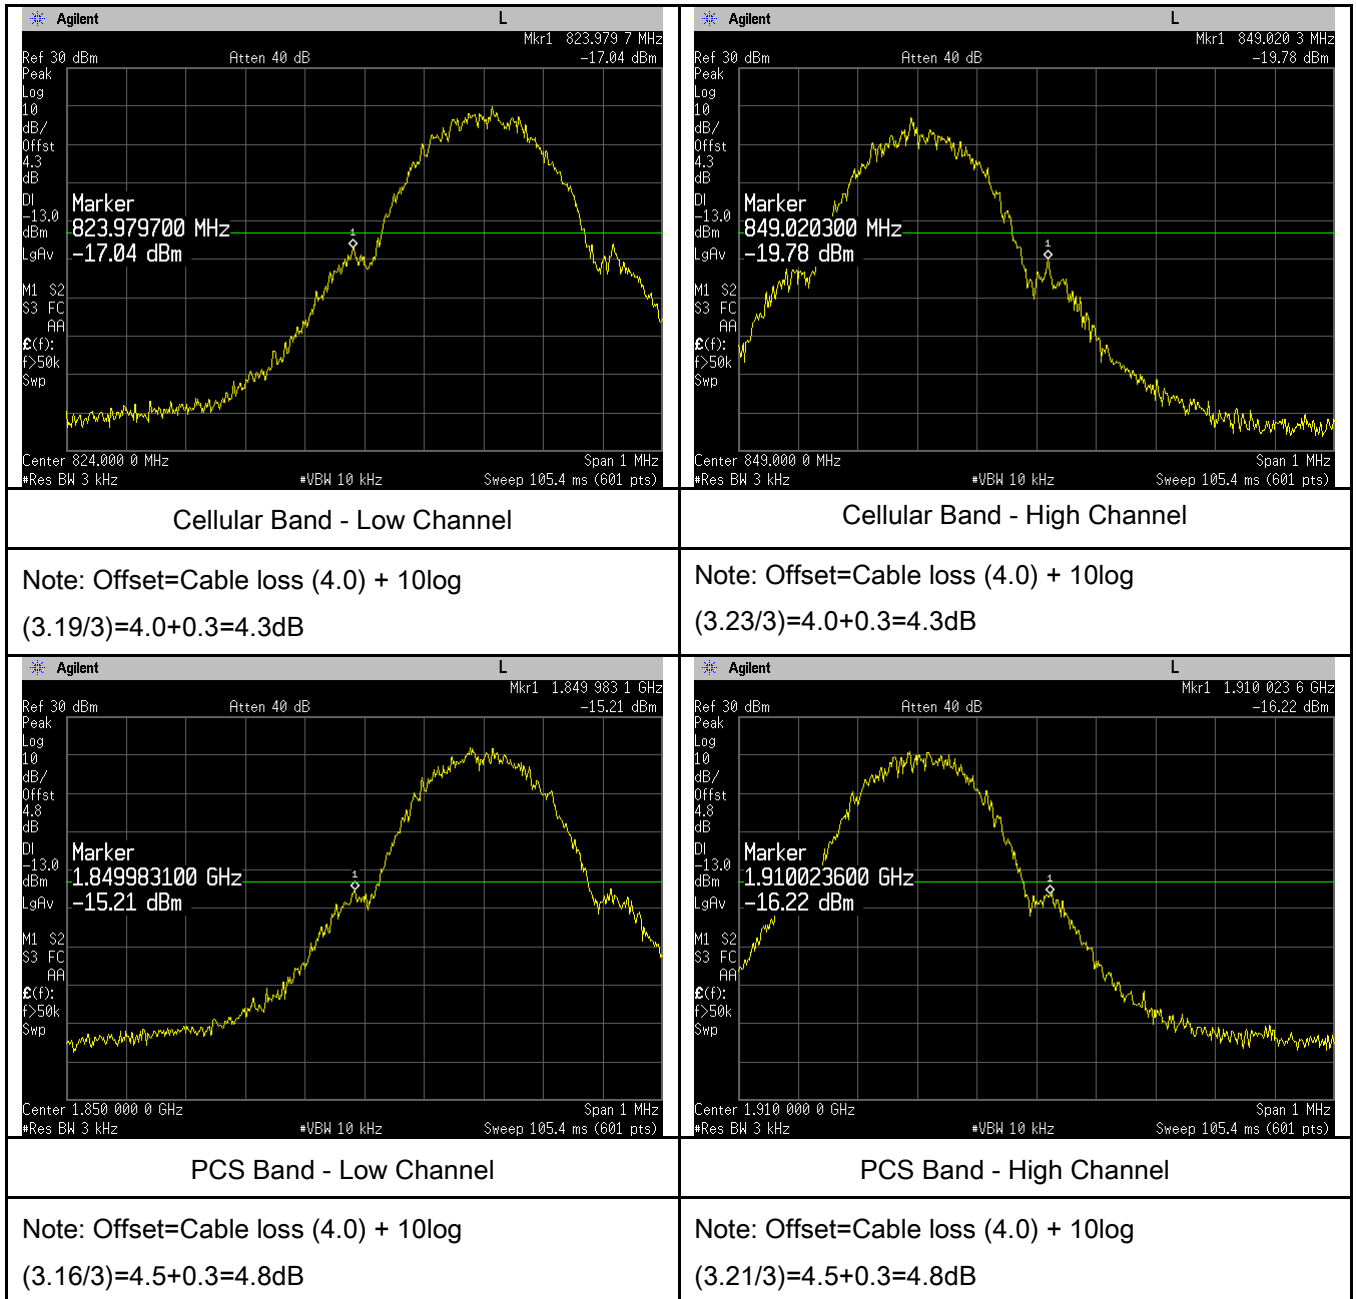 Agilent L
Mkr1 823.979 7 MHz
Ref 30 dBm Atten 40 dB -17.04 dBm
Peak
Log
10
dB/
Offst
4.3
dB
DI
-13.0
dBm
LgAv
M1 S2
S3 FC
AA
£(f):
f>50k
Swp
Marker
823.979700 MHz
-17.04 dBm
1
Center 824.000 0 MHz Span 1 MHz
#Res BW 3 kHz #VBW 10 kHz Sweep 105.4 ms (601 pts)
Agilent L
Mkr1 849.020 3 MHz
Ref 30 dBm Atten 40 dB -19.78 dBm
Peak
Log
10
dB/
Offst
4.3
dB
DI
-13.0
dBm
LgAv
M1 S2
S3 FC
AA
£(f):
f>50k
Swp
Marker
849.020300 MHz
-19.78 dBm
1
Center 849.000 0 MHz Span 1 MHz
#Res BW 3 kHz #VBW 10 kHz Sweep 105.4 ms (601 pts)
Cellular Band - Low Channel
Cellular Band - High Channel
Note: Offset=Cable loss (4.0) + 10log
(3.19/3)=4.0+0.3=4.3dB
Note: Offset=Cable loss (4.0) + 10log
(3.23/3)=4.0+0.3=4.3dB
Agilent L
Mkr1 1.849 983 1 GHz
Ref 30 dBm Atten 40 dB -15.21 dBm
Peak
Log
10
dB/
Offst
4.8
dB
DI
-13.0
dBm
LgAv
M1 S2
S3 FC
AA
£(f):
f>50k
Swp
Marker
1.849983100 GHz
-15.21 dBm
1
Center 1.850 000 0 GHz Span 1 MHz
#Res BW 3 kHz #VBW 10 kHz Sweep 105.4 ms (601 pts)
Agilent L
Mkr1 1.910 023 6 GHz
Ref 30 dBm Atten 40 dB -16.22 dBm
Peak
Log
10
dB/
Offst
4.8
dB
DI
-13.0
dBm
LgAv
M1 S2
S3 FC
AA
£(f):
f>50k
Swp
Marker
1.910023600 GHz
-16.22 dBm
1
Center 1.910 000 0 GHz Span 1 MHz
#Res BW 3 kHz #VBW 10 kHz Sweep 105.4 ms (601 pts)
PCS Band - Low Channel
PCS Band - High Channel
Note: Offset=Cable loss (4.0) + 10log
(3.16/3)=4.5+0.3=4.8dB
Note: Offset=Cable loss (4.0) + 10log
(3.21/3)=4.5+0.3=4.8dB